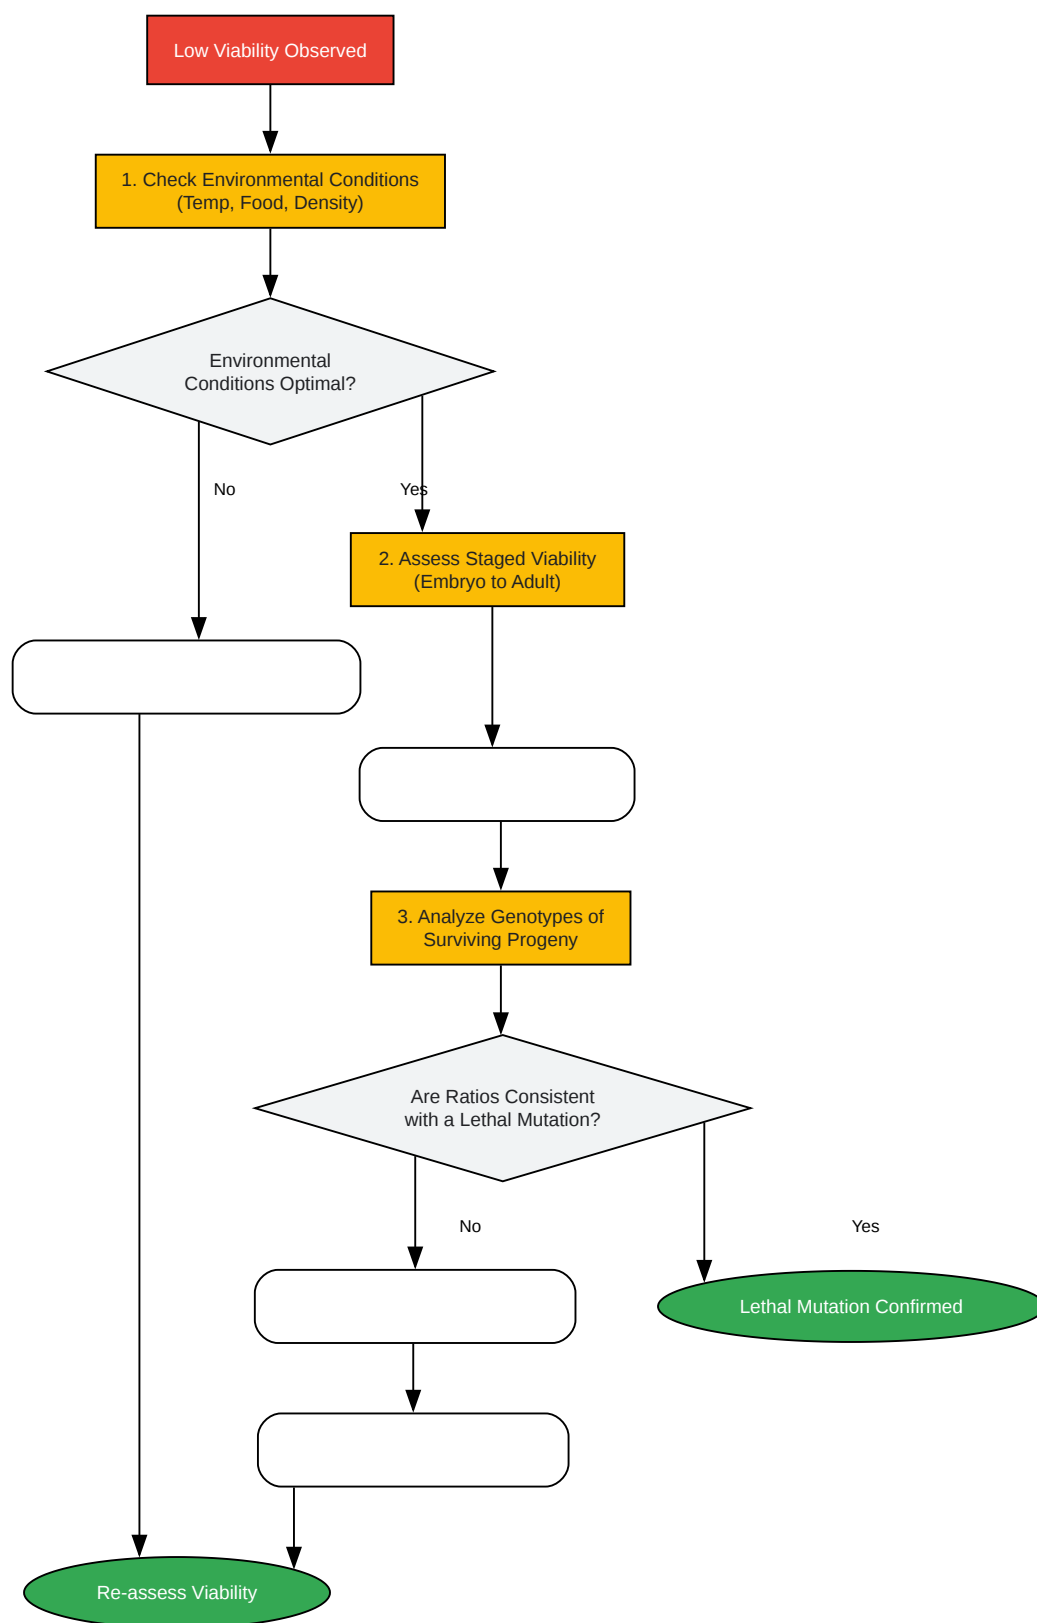 Low Viability Observed
1. Check Environmental Conditions
(Temp, Food, Density)
Environmental
Conditions Optimal?
No
Yes
2. Assess Staged Viability
(Embryo to Adult)
3. Analyze Genotypes of
Surviving Progeny
Are Ratios Consistent
with a Lethal Mutation?
No
Yes
Lethal Mutation Confirmed
Re-assess Viability